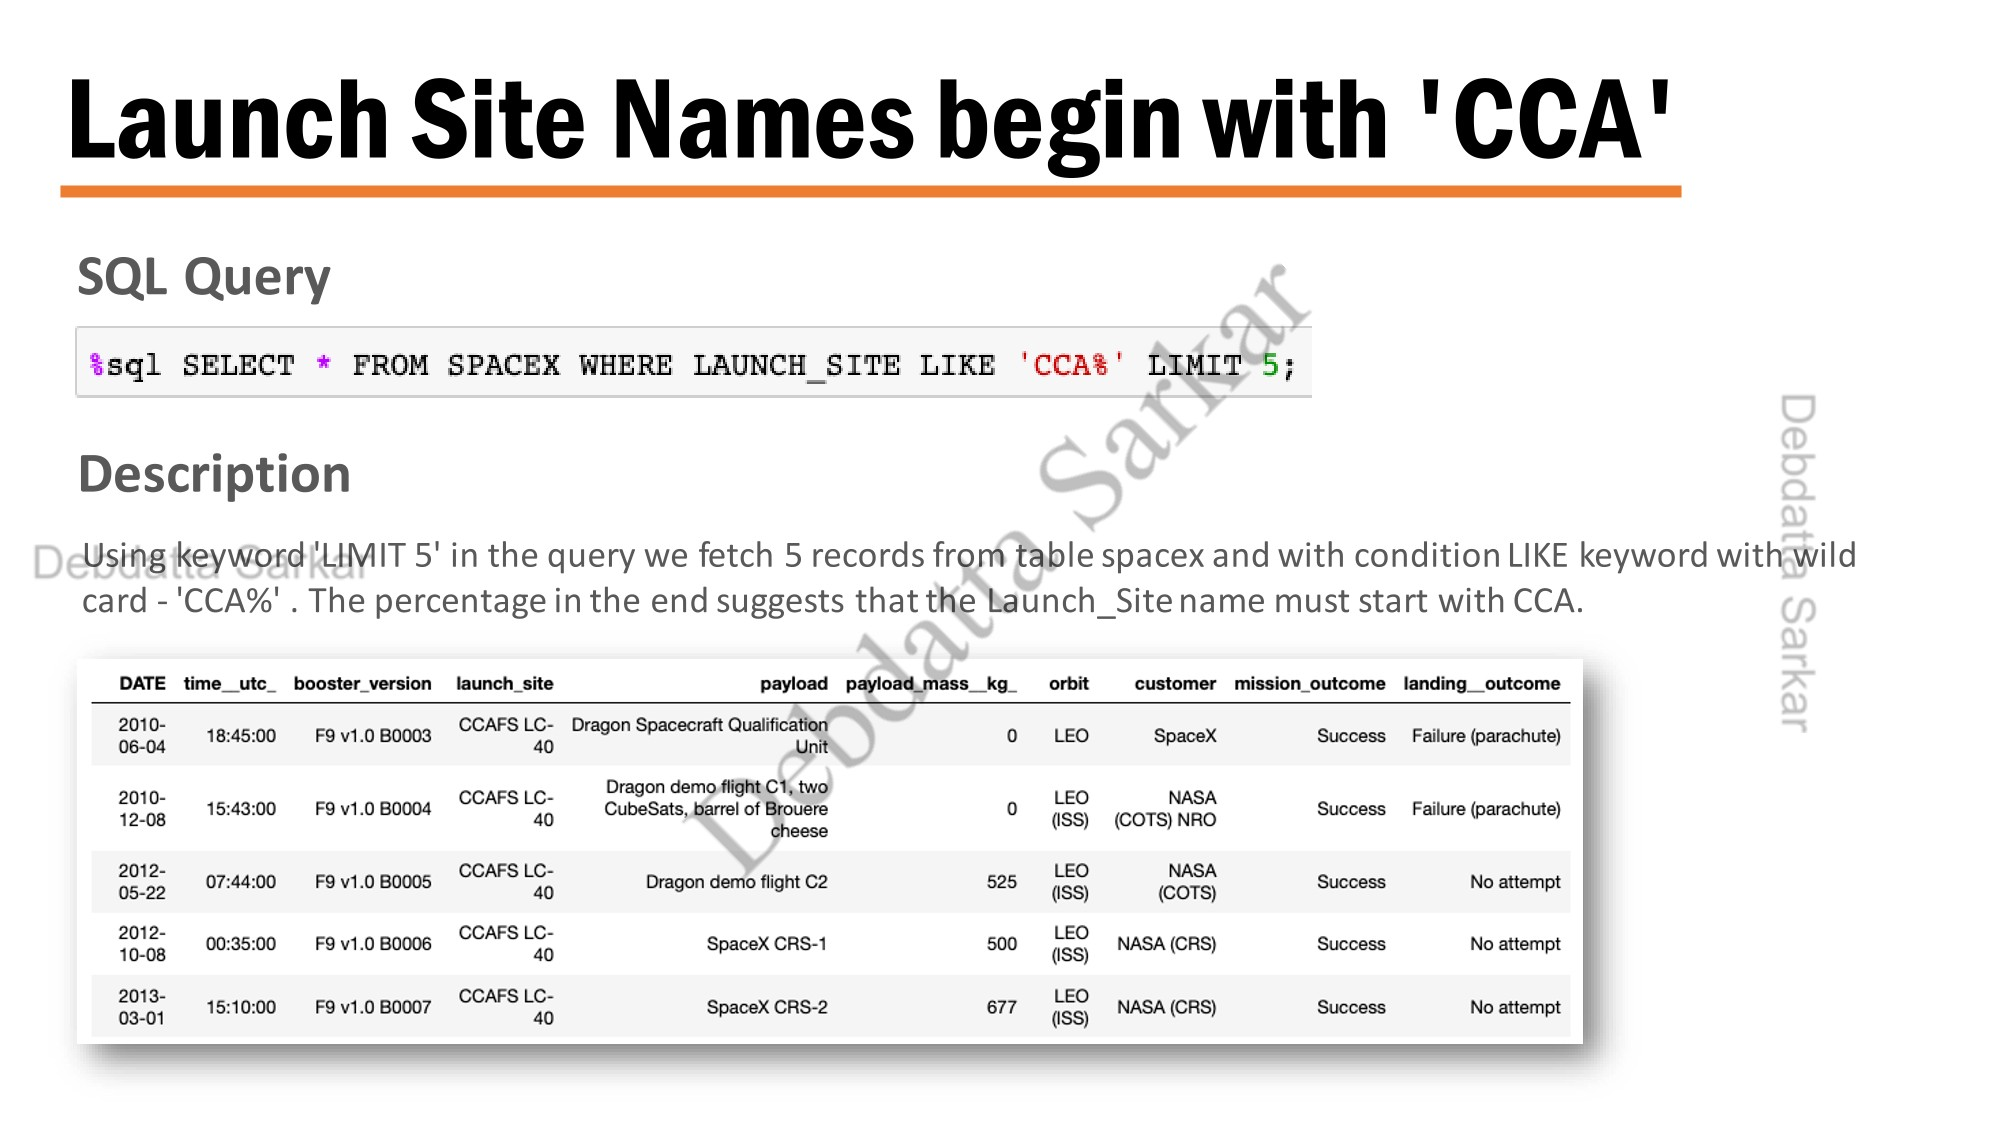 Launch Site Names begin with 'CCA'
SQL Query
%sql SELECT * FROM SPACEX WHERE LAUNCH_SITE LIKE 'CCA%' LIMIT 5;
Description
Using keyword 'LIMIT 5' in the query we fetch 5 records from table spacex and with condition LIKE keyword with wild
card - 'CCA%' . The percentage in the end suggests that the Launch_Site name must start with CCA.
DATE time__utc_ booster_version launch_site payload payload_mass__kg_ orbit customer mission_outcome landing__outcome
2010- CCAFS LC- Dragon Spacecraft Qualification
18:45:00 F9 v1.0 B0003 0 LEO SpaceX Success Failure (parachute)
06-04 40 Unit
Dragon demo flight C1, two
2010- CCAFS LC- LEO NASA
15:43:00 F9 v1.0 B0004 CubeSats, barrel of Brouere 0 Success Failure (parachute)
12-08 40 (ISS) (COTS) NRO
cheese
2012- CCAFS LC- LEO NASA
07:44:00 F9 v1.0 B0005 Dragon demo flight C2 525 Success No attempt
05-22 40 (ISS) (COTS)
2012- CCAFS LC- LEO
00:35:00 F9 v1.0 B0006 SpaceX CRS-1 500 NASA (CRS) Success No attempt
10-08 40 (ISS)
2013- CCAFS LC- LEO
15:10:00 F9 v1.0 B0007 SpaceX CRS-2 677 NASA (CRS) Success No attempt
03-01 40 (ISS)
Debdatta Sarkar
Debdatta Sarkar
Debdatta Sarkar